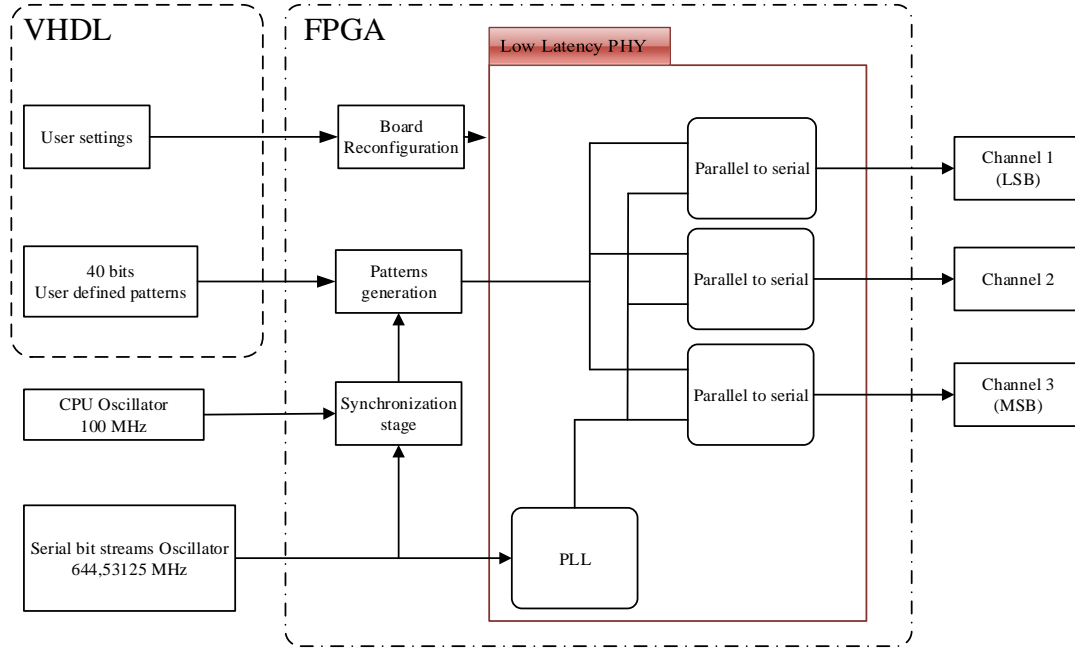 VHDL
FPGA
Low Latency PHY
User settings
Board
Reconfiguration
Parallel to serial
Channel 1
(LSB)
40 bits
User defined patterns
Patterns
generation
Parallel to serial
Channel 2
CPU Oscillator
100 MHz
Synchronization
stage
Parallel to serial
Channel 3
(MSB)
Serial bit streams Oscillator
644,53125 MHz
PLL